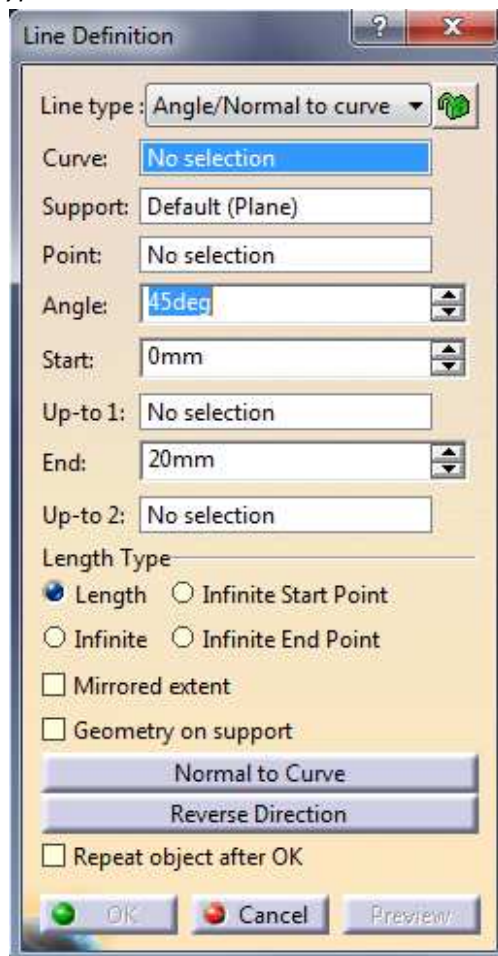 Line Definition ? X
Line type : Angle/Normal to curve
Curve: No selection
Support: Default (Plane)
Point: No selection
Angle: 45deg
Start: 0mm
Up-to 1: No selection
End: 20mm
Up-to 2: No selection
Length Type
Length Infinite Start Point
Infinite Infinite End Point
Mirrored extent
Geometry on support
Normal to Curve
Reverse Direction
Repeat object after OK
OK Cancel Preview